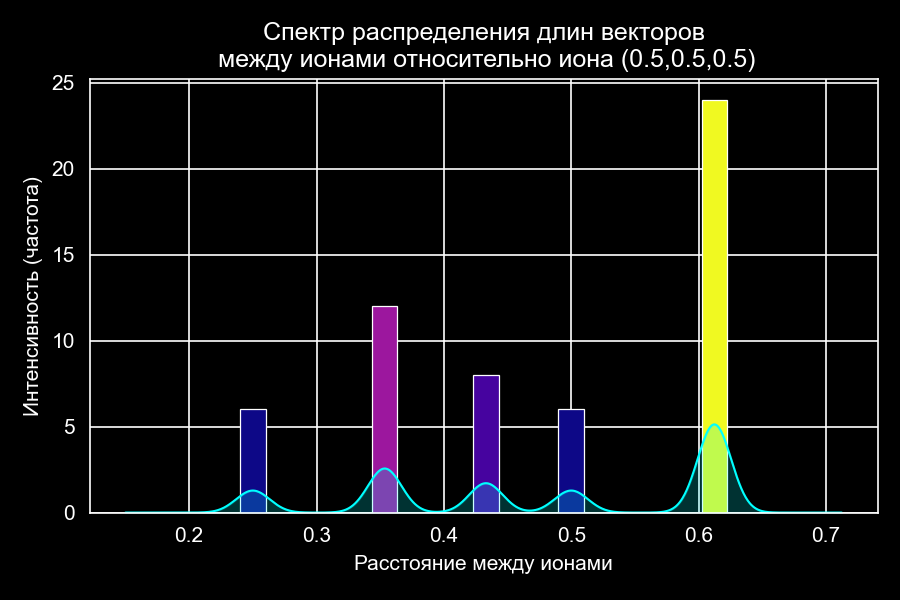 Спектр распределения длин векторов
между ионами относительно иона (0.5,0.5,0.5)
Интенсивность (частота)
25
20
15
10
5
0
0.2 0.3 0.4 0.5 0.6 0.7
Расстояние между ионами